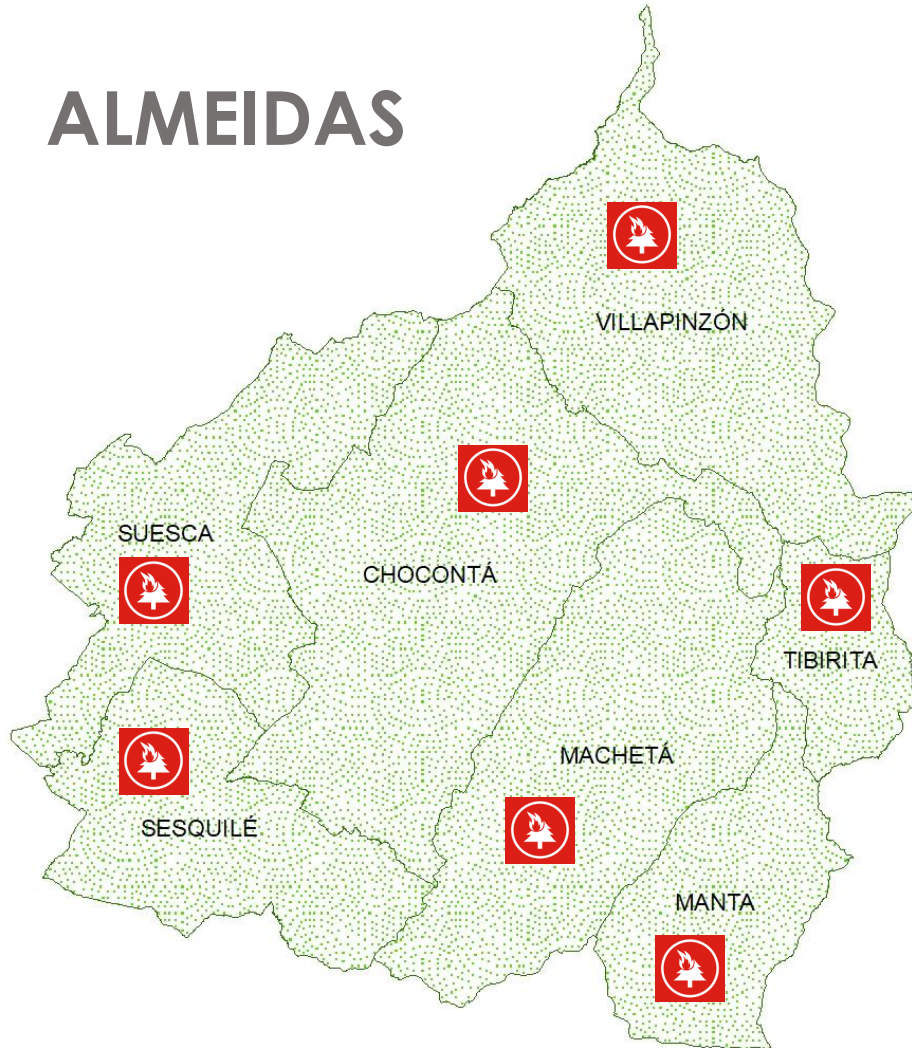 ALMEIDAS
VILLAPINZÓN
SUESCA
CHOCONTÁ
TIBIRITA
MACHETÁ
SESQUILÉ
MANTA